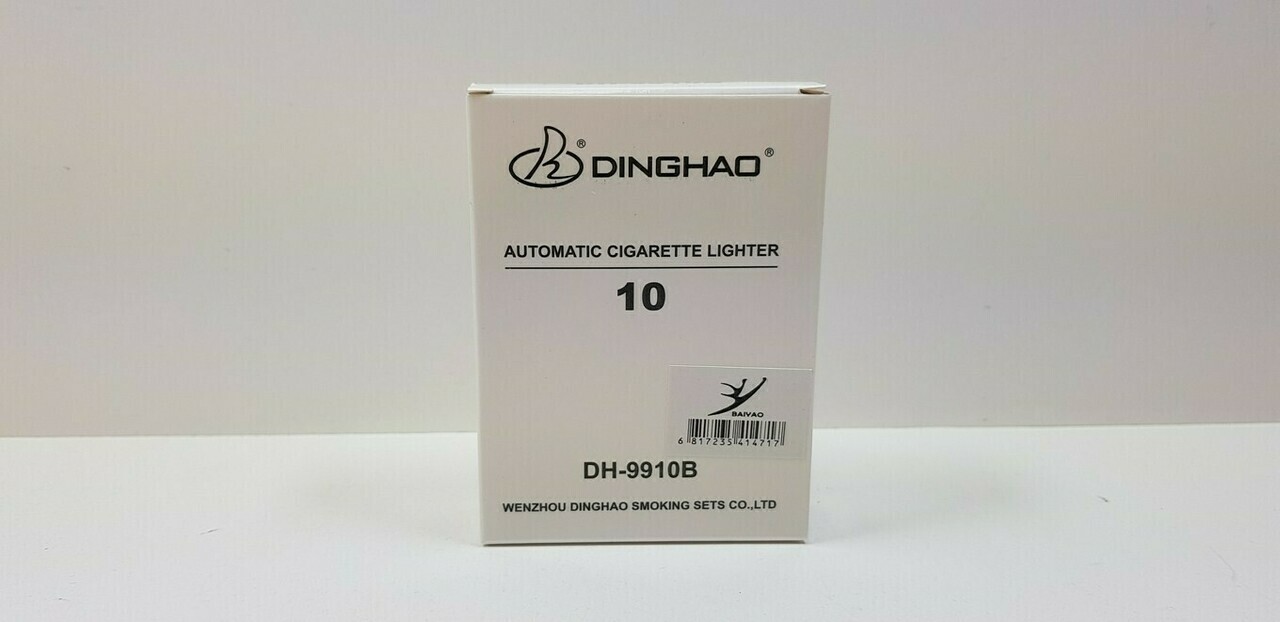 ® DINGHAO®
AUTOMATIC CIGARETTE LIGHTER
10
BAIYAO
6 817235 414717
DH-9910B
WENZHOU DINGHAO SMOKING SETS CO.,LTD